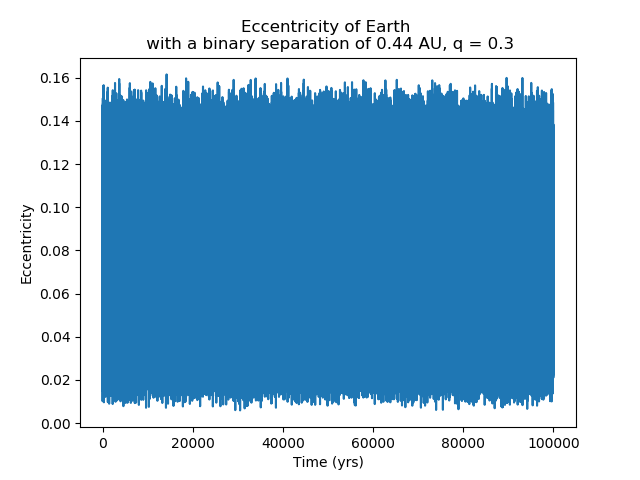 Eccentricity of Earth
with a binary separation of 0.44 AU, q = 0.3
0.16
0.14
0.12
0.10
0.08
0.06
0.04
0.02
0.00
Eccentricity
0 20000 40000 60000 80000 100000
Time (yrs)